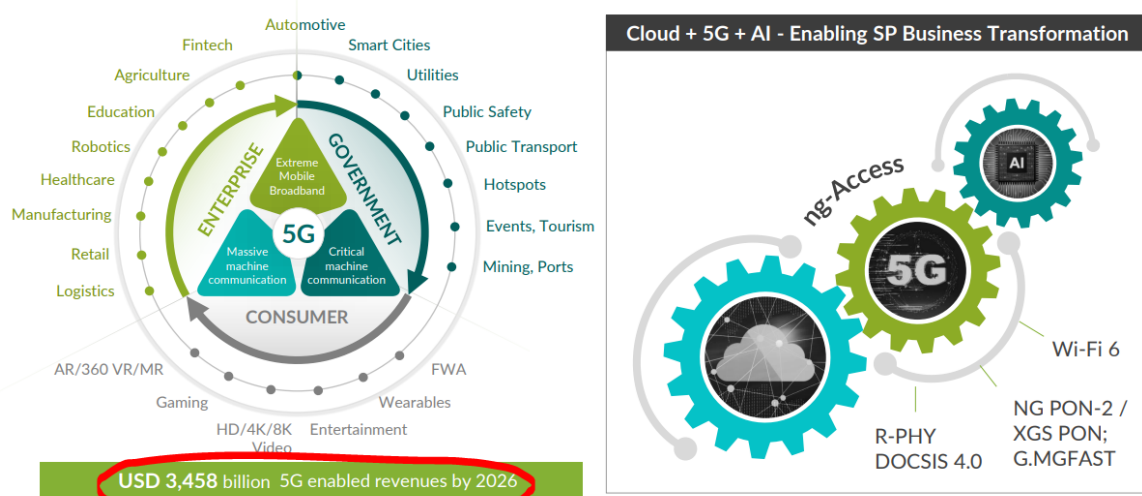 Automotive
Fintech
Smart Cities
Agriculture
Utilities
Education
Public Safety
Robotics
Public Transport
Healthcare
Hotspots
Manufacturing
Events, Tourism
Retail
Mining, Ports
Logistics
ENTERPRISE
GOVERNMENT
CONSUMER
Extreme
Mobile
Broadband
5G
Massive
machine
communication
Critical
machine
communication
AR/360 VR/MR
FWA
Gaming
Wearables
HD/4K/8K
Video
Entertainment
USD 3,458 billion 5G enabled revenues by 2026
Cloud + 5G + AI - Enabling SP Business Transformation
AI
ng-Access
5G
Wi-Fi 6
NG PON-2 /
XGS PON;
G.MGFAST
R-PHY
DOCSIS 4.0